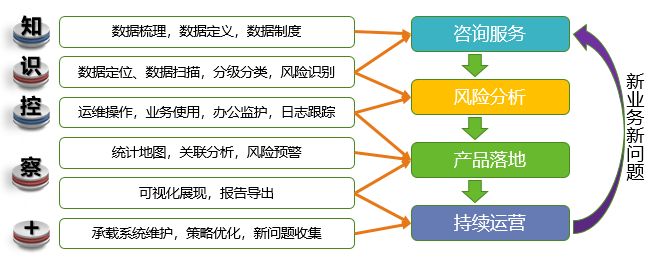 知
数据梳理，数据定义，数据制度
咨询服务
识
数据定位、数据扫描，分级分类，风险识别
风险分析
控
运维操作，业务使用，办公监护，日志跟踪
察
统计地图，关联分析，风险预警
产品落地
可视化展现，报告导出
十
承载系统维护，策略优化，新问题收集
持续运营
新业务新问题